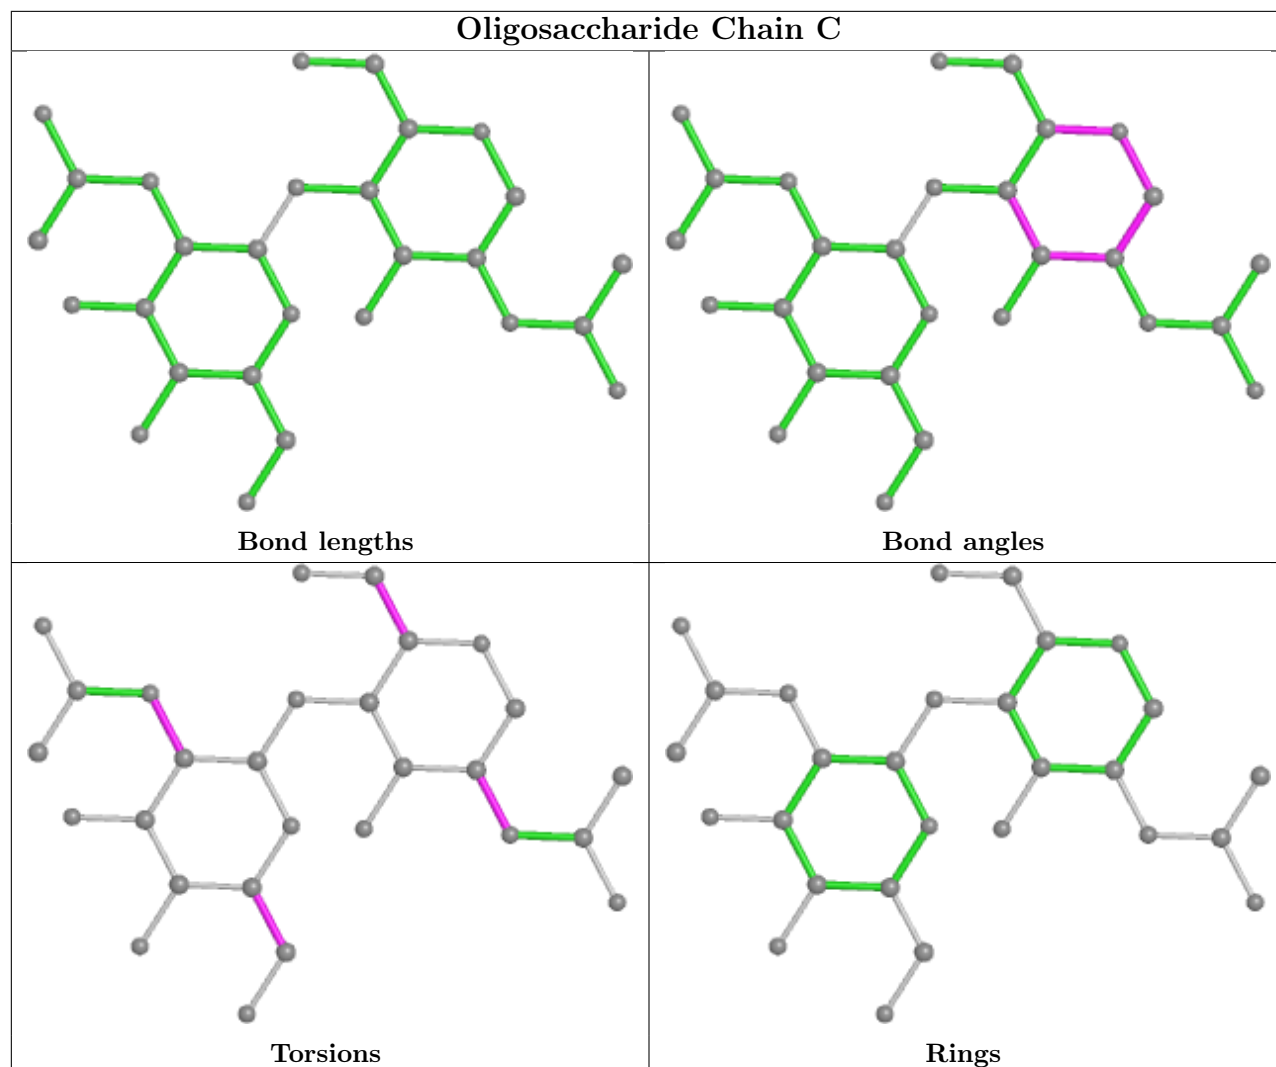 Oligosaccharide Chain C
Bond lengths
Bond angles
Torsions
Rings